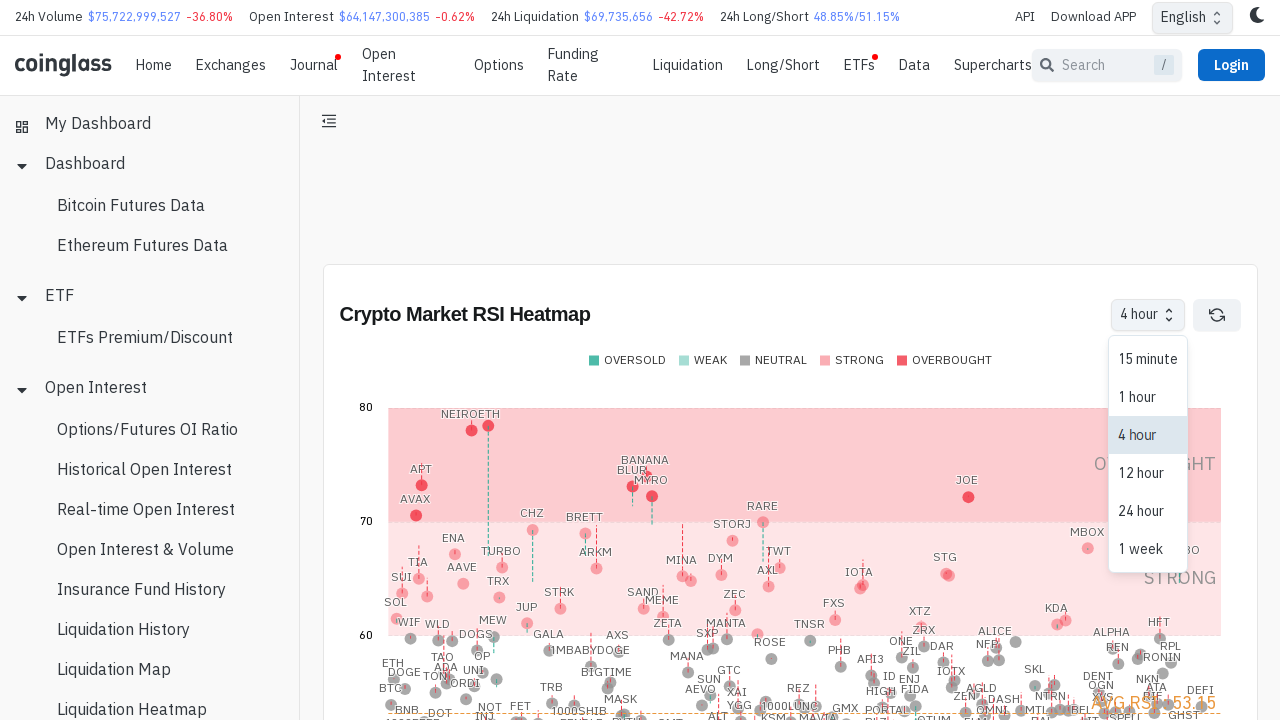 24h Volume $75,722,999,527 -36.80% Open Interest $64,147,300,385 -0.62% 24h Liquidation $69,735,656 -42.72% 24h Long/Short 48.85%/51.15% API Download APP English
coinglass Home Exchanges Journal Open Interest Options Funding Rate Liquidation Long/Short ETFs Data Supercharts Search / Login
My Dashboard
Dashboard
Bitcoin Futures Data
Ethereum Futures Data
ETF
ETFs Premium/Discount
Open Interest
Options/Futures OI Ratio
Historical Open Interest
Real-time Open Interest
Open Interest & Volume
Insurance Fund History
Liquidation History
Liquidation Map
Liquidation Heatmap
Crypto Market RSI Heatmap
4 hour
15 minute
1 hour
4 hour
12 hour
24 hour
1 week
OVERSOLD WEAK NEUTRAL STRONG OVERBOUGHT
80
NEIROETH
APT BLUR BANANA MYRO JOE
AVAX
RARE
CHZ BRETT STORJ
70
ENA TURBO ARKM MBOX
TIA AAVE MINA DYM TWT STG
SUI TRX AXL IOTA
STRONG
SOL STRK SAND MEME ZEC FXS
JUP XTZ KDA
WIF WLD MEW ZETA MANTA TNSR HFT
60
DOGS GALA AXS SXP ROSE ONE ZRX ALICE ALPHA
TAO OP 1MBABYDOGE PHB ZIL DAR NFP REN RPL
ETH ADA MANA API3 RONIN
DOGE TON UNI BIGTIME GTC ID ENJ IOTX SKL DENT NKN
BTC ORDI TRB SUN AEVO XAI REZ HIGH FIDA AGLD OGN ATA DEFI
BNB NOT FET MASK YGG 1000LUNC GMX PORTAL ZEN DASH NTRN
AVG RSI: 53.15
DOT 1000SHIB ALT KSM MAVIA OMNI GHST